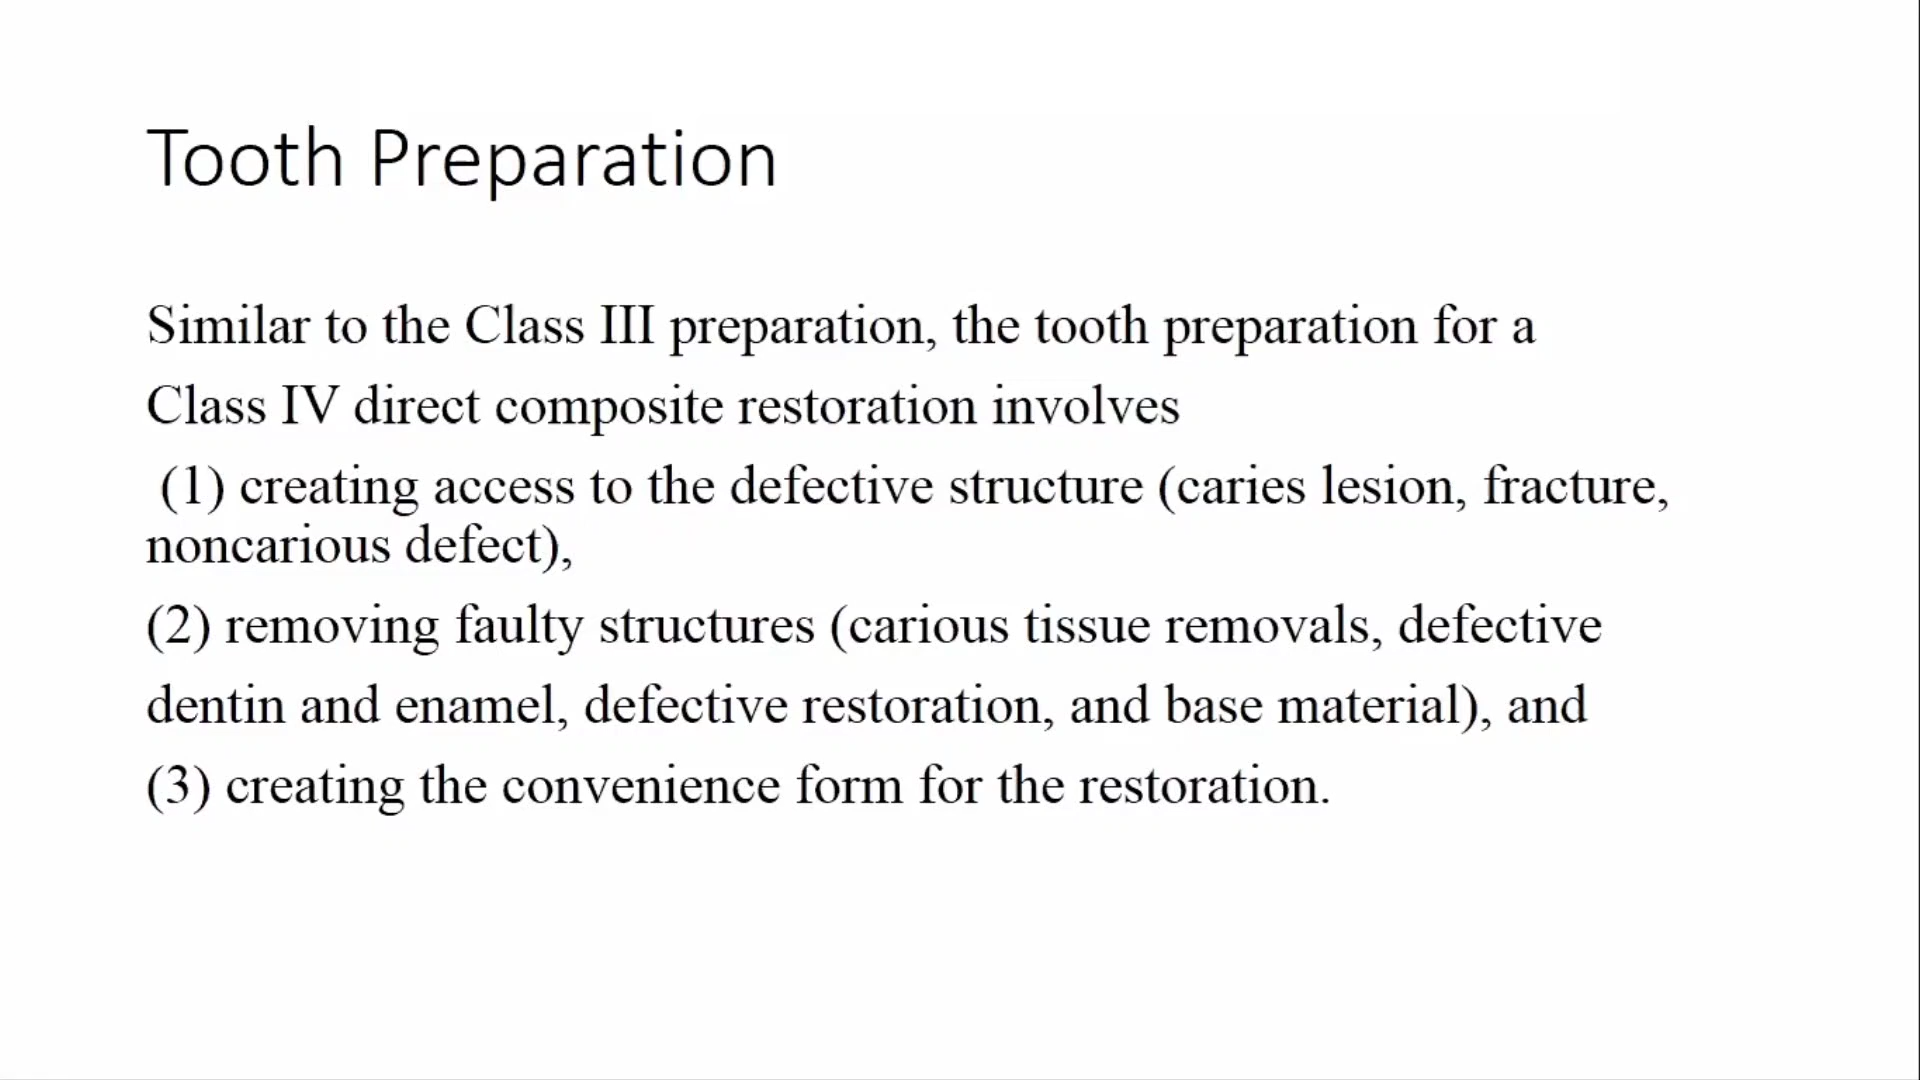 Tooth Preparation
Similar to the Class III preparation, the tooth preparation for a
Class IV direct composite restoration involves
(1) creating access to the defective structure (caries lesion, fracture,
noncarious defect),
(2) removing faulty structures (carious tissue removals, defective
dentin and enamel, defective restoration, and base material), and
(3) creating the convenience form for the restoration.